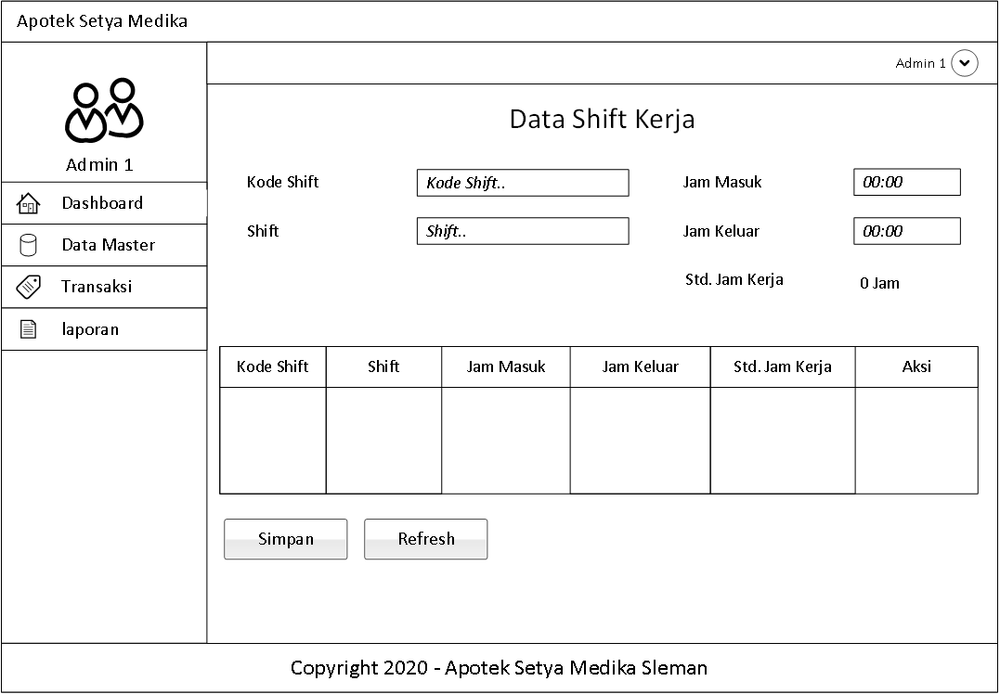 Apotek Setya Medika
Admin 1
Admin 1
Dashboard
Data Master
Transaksi
laporan
Data Shift Kerja
Kode Shift Kode Shift.. Jam Masuk 00:00
Shift Shift.. Jam Keluar 00:00
Std. Jam Kerja 0 Jam
Kode Shift Shift Jam Masuk Jam Keluar Std. Jam Kerja Aksi
Simpan Refresh
Copyright 2020 - Apotek Setya Medika Sleman